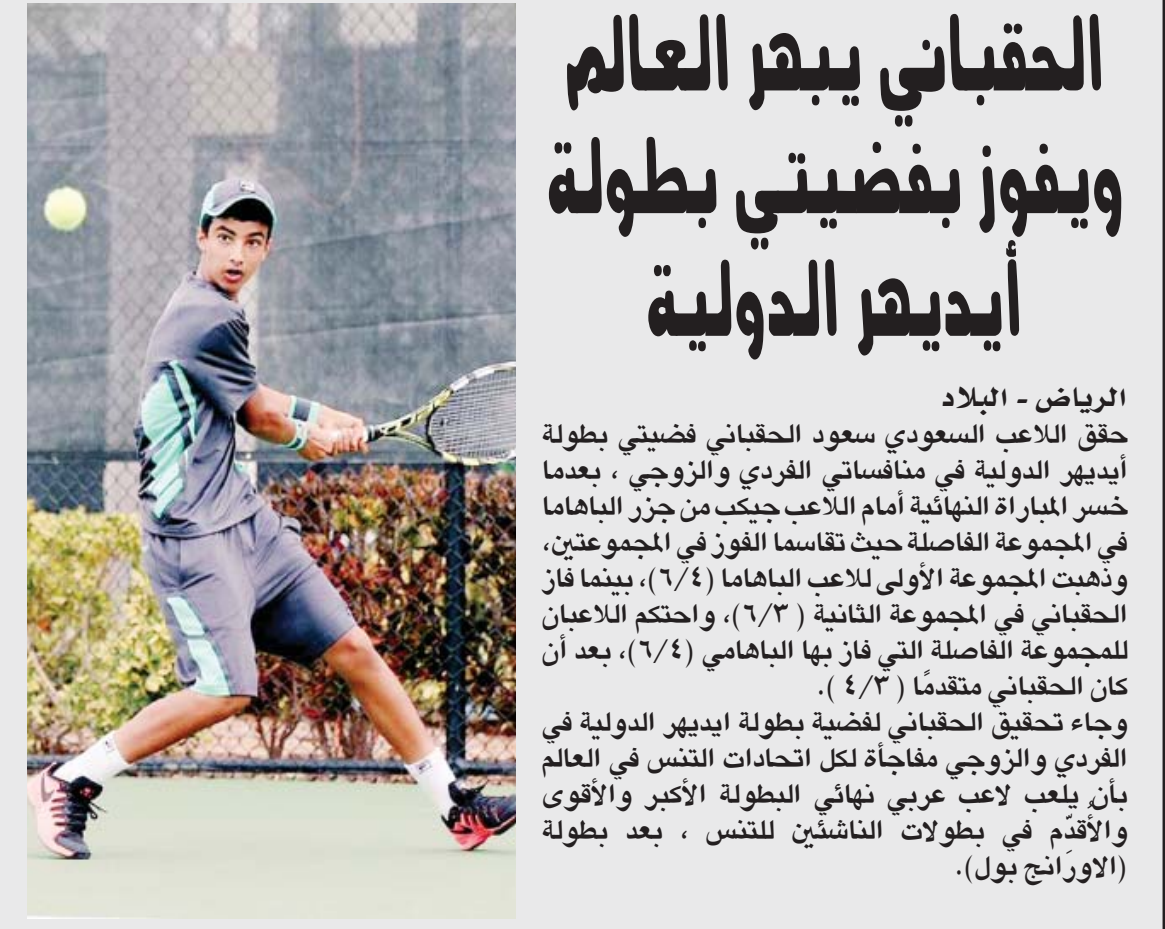 الحقباني يبهر العالم
ويفوز بفضيتي بطولة
أيديهر الدولية
الرياض - البلاد
حقق اللاعب السعودي سعود الحقباني فضيتي بطولة
أيديهر الدولية في منافساتي الفردي والزوجي ، بعدما
خسر المباراة النهائية أمام اللاعب جيكب من جزر الباهاما
في المجموعة الفاصلة حيث تقاسما الفوز في المجموعتين،
وذهبت المجموعة الأولى للاعب الباهاما (٦/٤)، بينما فاز
الحقباني في المجموعة الثانية ( ٦/٣)، واحتكم اللاعبان
للمجموعة الفاصلة التي فاز بها الباهامي (٦/٤)، بعد أن
كان الحقباني متقدمًا ( ٤/٣ ).
وجاء تحقيق الحقباني لفضية بطولة ايديهر الدولية في
الفردي والزوجي مفاجأة لكل اتحادات التنس في العالم
بأن يلعب لاعب عربي نهائي البطولة الأكبر والأقوى
والأُقدّم في بطولات الناشئين للتنس ، بعد بطولة
(الاورَانج بول).